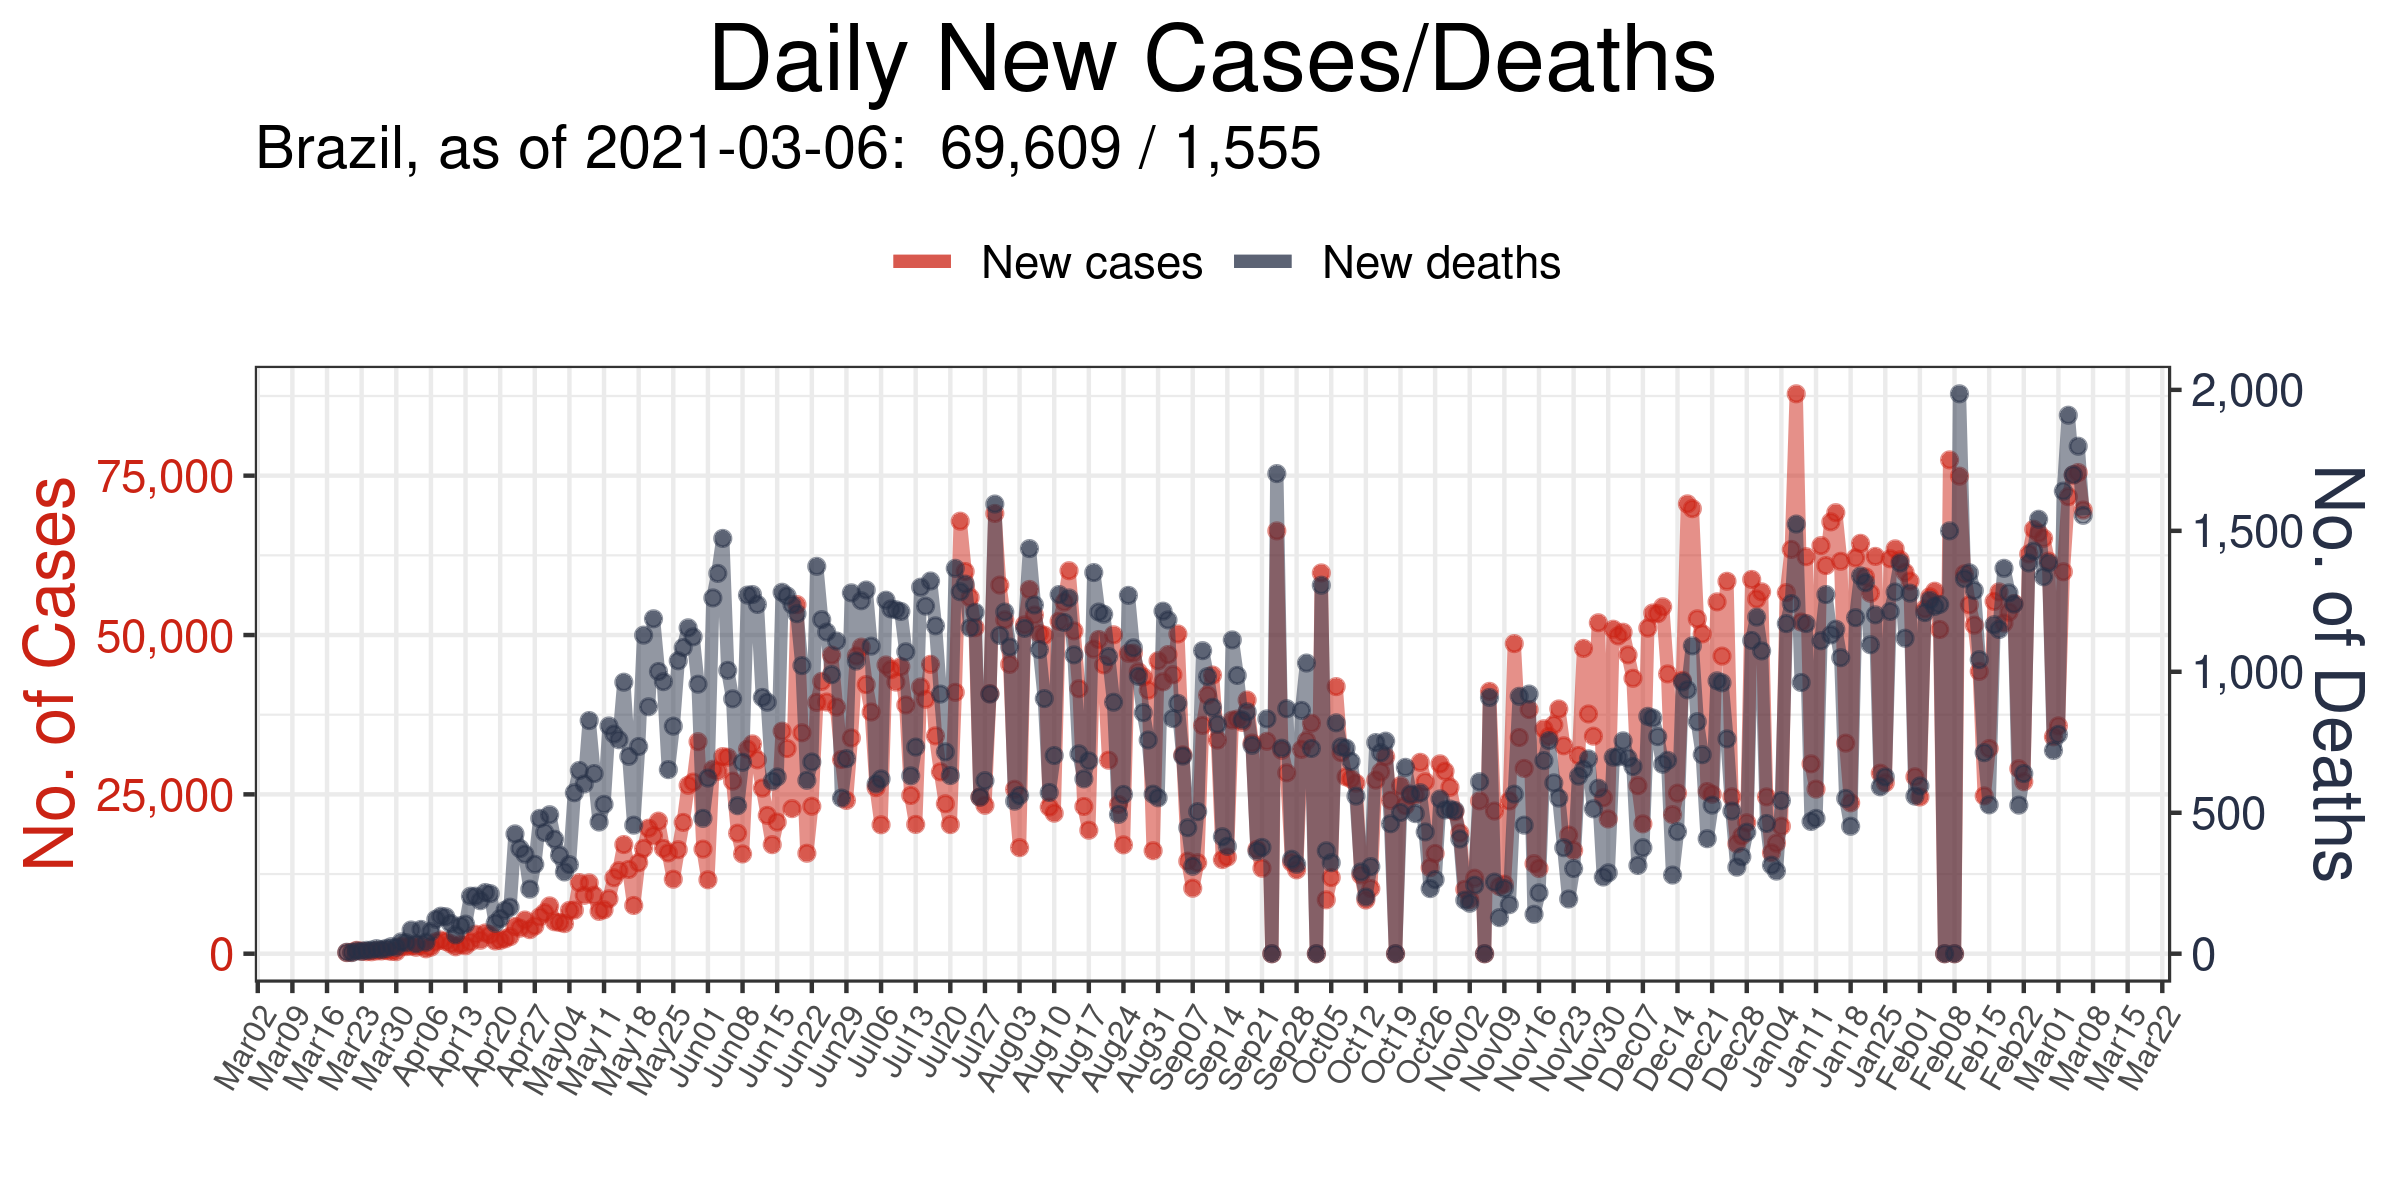 Daily New Cases/Deaths
Brazil, as of 2021-03-06:  69,609 / 1,555
New cases
New deaths
No. of Cases
75,000
50,000
25,000
0
2,000
1,500
1,000
500
0
No. of Deaths
Mar02
Mar09
Mar16
Mar23
Mar30
Apr06
Apr13
Apr20
Apr27
May04
May11
May18
May25
Jun01
Jun08
Jun15
Jun22
Jun29
Jul06
Jul13
Jul20
Jul27
Aug03
Aug10
Aug17
Aug24
Aug31
Sep07
Sep14
Sep21
Sep28
Oct05
Oct12
Oct19
Oct26
Nov02
Nov09
Nov16
Nov23
Nov30
Dec07
Dec14
Dec21
Dec28
Jan04
Jan11
Jan18
Jan25
Feb01
Feb08
Feb15
Feb22
Mar01
Mar08
Mar15
Mar22